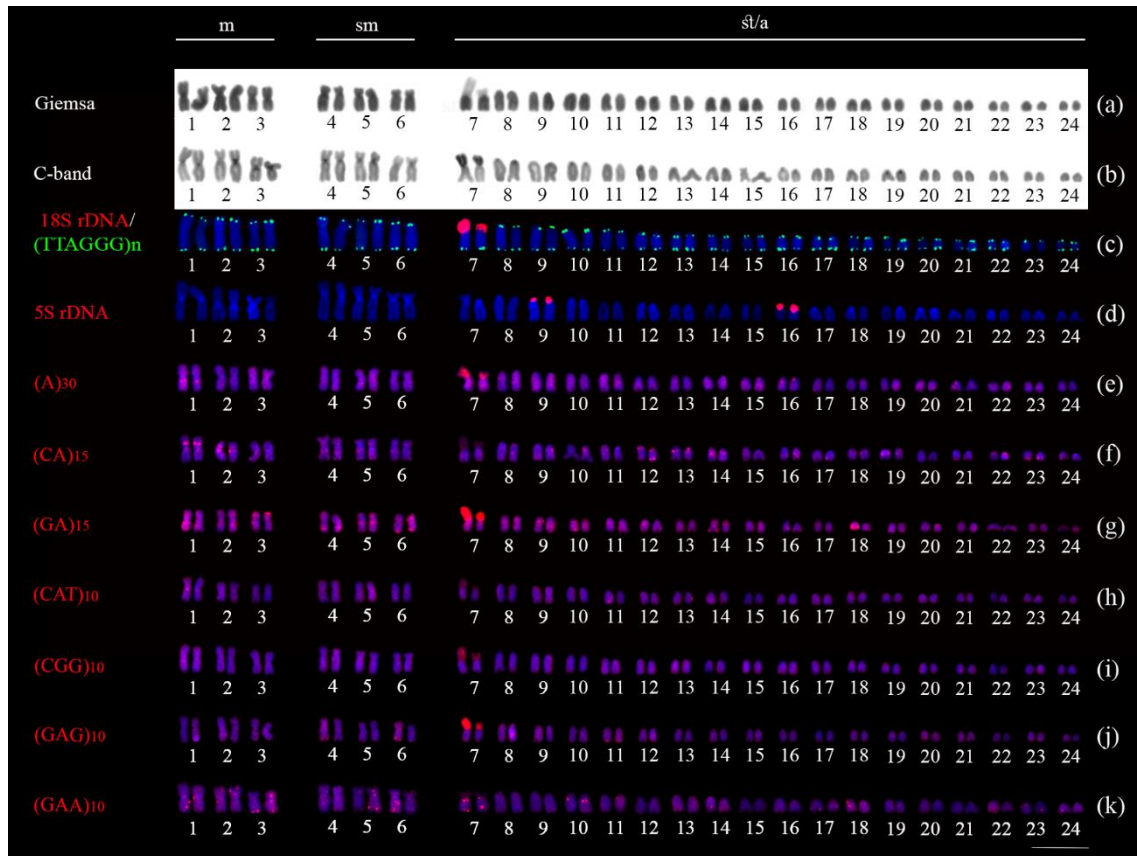 m sm st/a
Giemsa (a)
1 2 3 4 5 6 7 8 9 10 11 12 13 14 15 16 17 18 19 20 21 22 23 24
C-band (b)
1 2 3 4 5 6 7 8 9 10 11 12 13 14 15 16 17 18 19 20 21 22 23 24
18S rDNA/
(TTAGGG)n (c)
1 2 3 4 5 6 7 8 9 10 11 12 13 14 15 16 17 18 19 20 21 22 23 24
5S rDNA (d)
1 2 3 4 5 6 7 8 9 10 11 12 13 14 15 16 17 18 19 20 21 22 23 24
(A)30 (e)
1 2 3 4 5 6 7 8 9 10 11 12 13 14 15 16 17 18 19 20 21 22 23 24
(CA)15 (f)
1 2 3 4 5 6 7 8 9 10 11 12 13 14 15 16 17 18 19 20 21 22 23 24
(GA)15 (g)
1 2 3 4 5 6 7 8 9 10 11 12 13 14 15 16 17 18 19 20 21 22 23 24
(CAT)10 (h)
1 2 3 4 5 6 7 8 9 10 11 12 13 14 15 16 17 18 19 20 21 22 23 24
(CGG)10 (i)
1 2 3 4 5 6 7 8 9 10 11 12 13 14 15 16 17 18 19 20 21 22 23 24
(GAG)10 (j)
1 2 3 4 5 6 7 8 9 10 11 12 13 14 15 16 17 18 19 20 21 22 23 24
(GAA)10 (k)
1 2 3 4 5 6 7 8 9 10 11 12 13 14 15 16 17 18 19 20 21 22 23 24